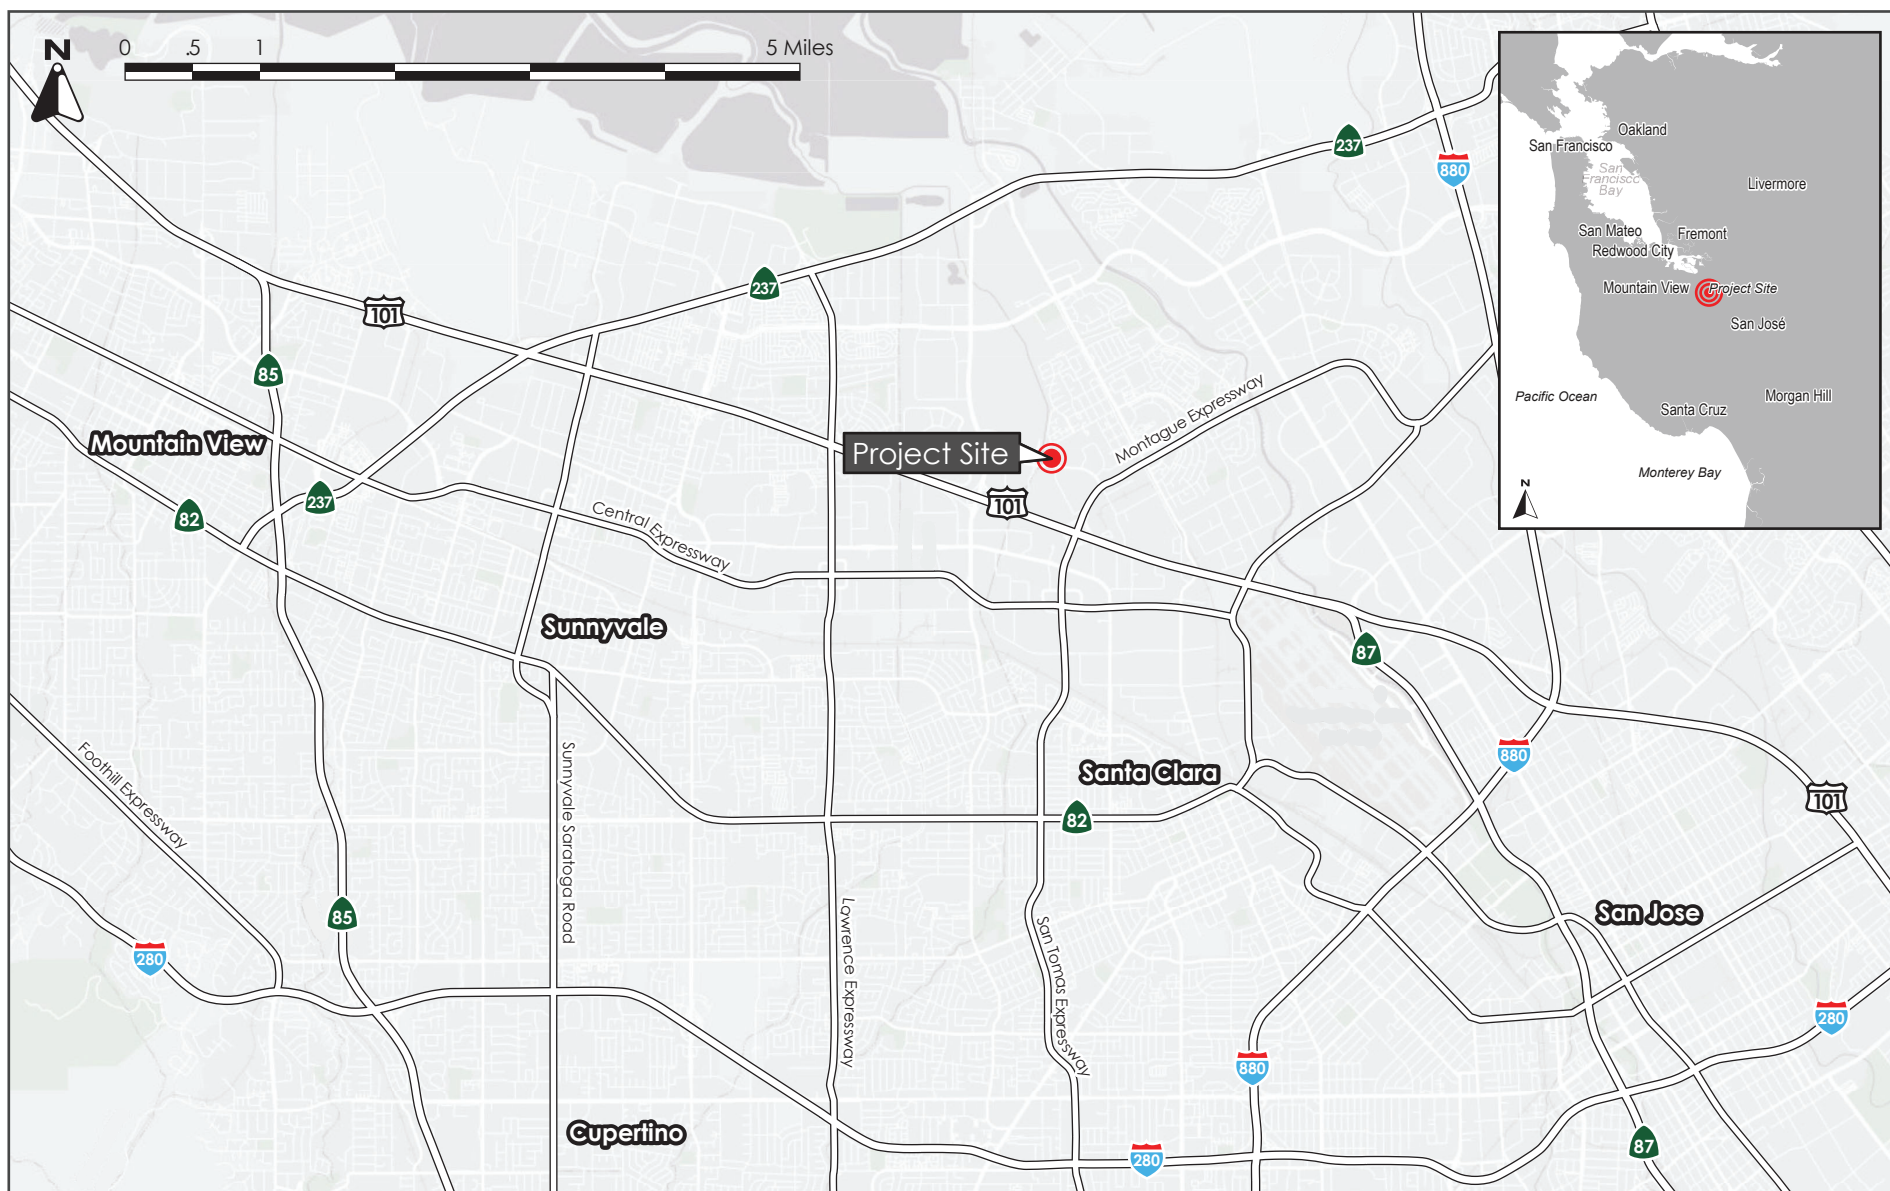 N
0 .5 1 5 Miles
237
880
237
101
85
Mountain View
237
82
Project Site
Montague Expressway
101
Central Expressway
Sunnyvale
87
Foothill Expressway
Sunnyvale Saratoga Road
Santa Clara
82
880
101
85
280
Lawrence Expressway
San Tomas Expressway
San Jose
280
880
Cupertino
280
87
Oakland
San Francisco
San
Francisco
Bay
Livermore
San Mateo
Fremont
Redwood City
Mountain View
Project Site
San José
Pacific Ocean
Morgan Hill
Santa Cruz
Monterey Bay
N